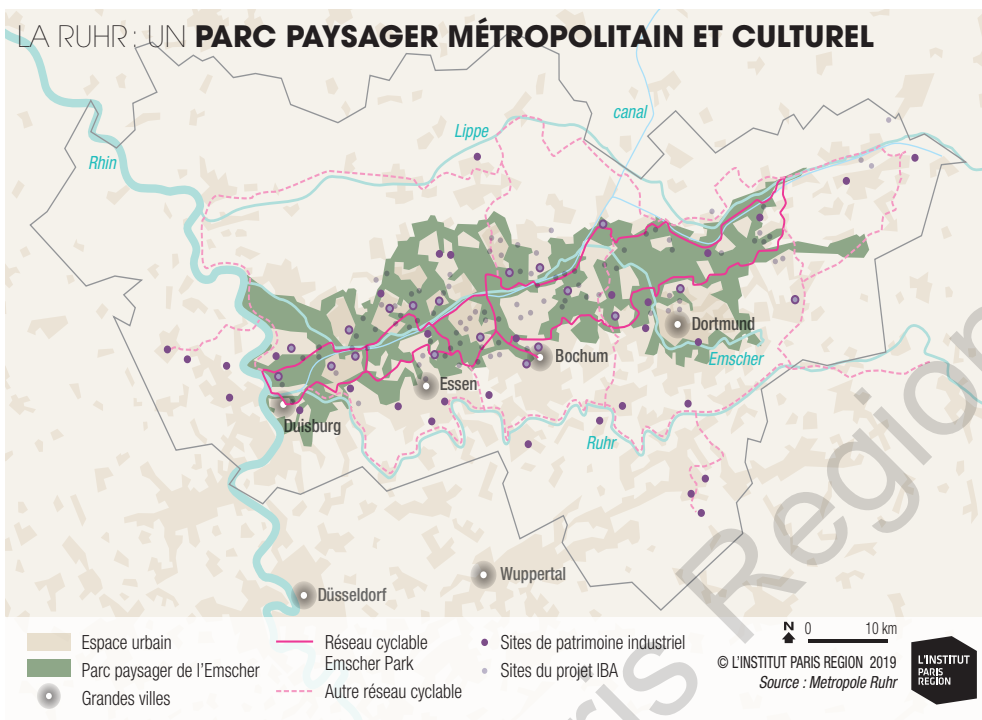 LA RUHR : UN PARC PAYSAGER MÉTROPOLITAIN ET CULTUREL
canal
Lippe
Rhin
Dortmund
Emscher
Bochum
Essen
Duisburg
Ruhr
Wuppertal
Düsseldorf
Espace urbain
Parc paysager de l'Emscher
Grandes villes
Réseau cyclable
Emscher Park
Autre réseau cyclable
Sites de patrimoine industriel
Sites du projet IBA
N
0 10 km
© L'INSTITUT PARIS REGION 2019
Source : Metropole Ruhr
L'INSTITUT
PARIS
REGION
is Region